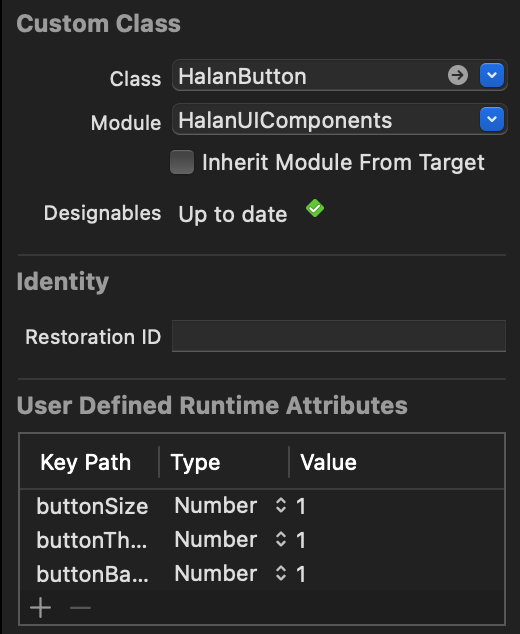 Custom Class
Class HalanButton
Module HalanUIComponents
Inherit Module From Target
Designables Up to date
Identity
Restoration ID
User Defined Runtime Attributes
Key Path Type Value
buttonSize Number 1
buttonTh... Number 1
buttonBa... Number 1